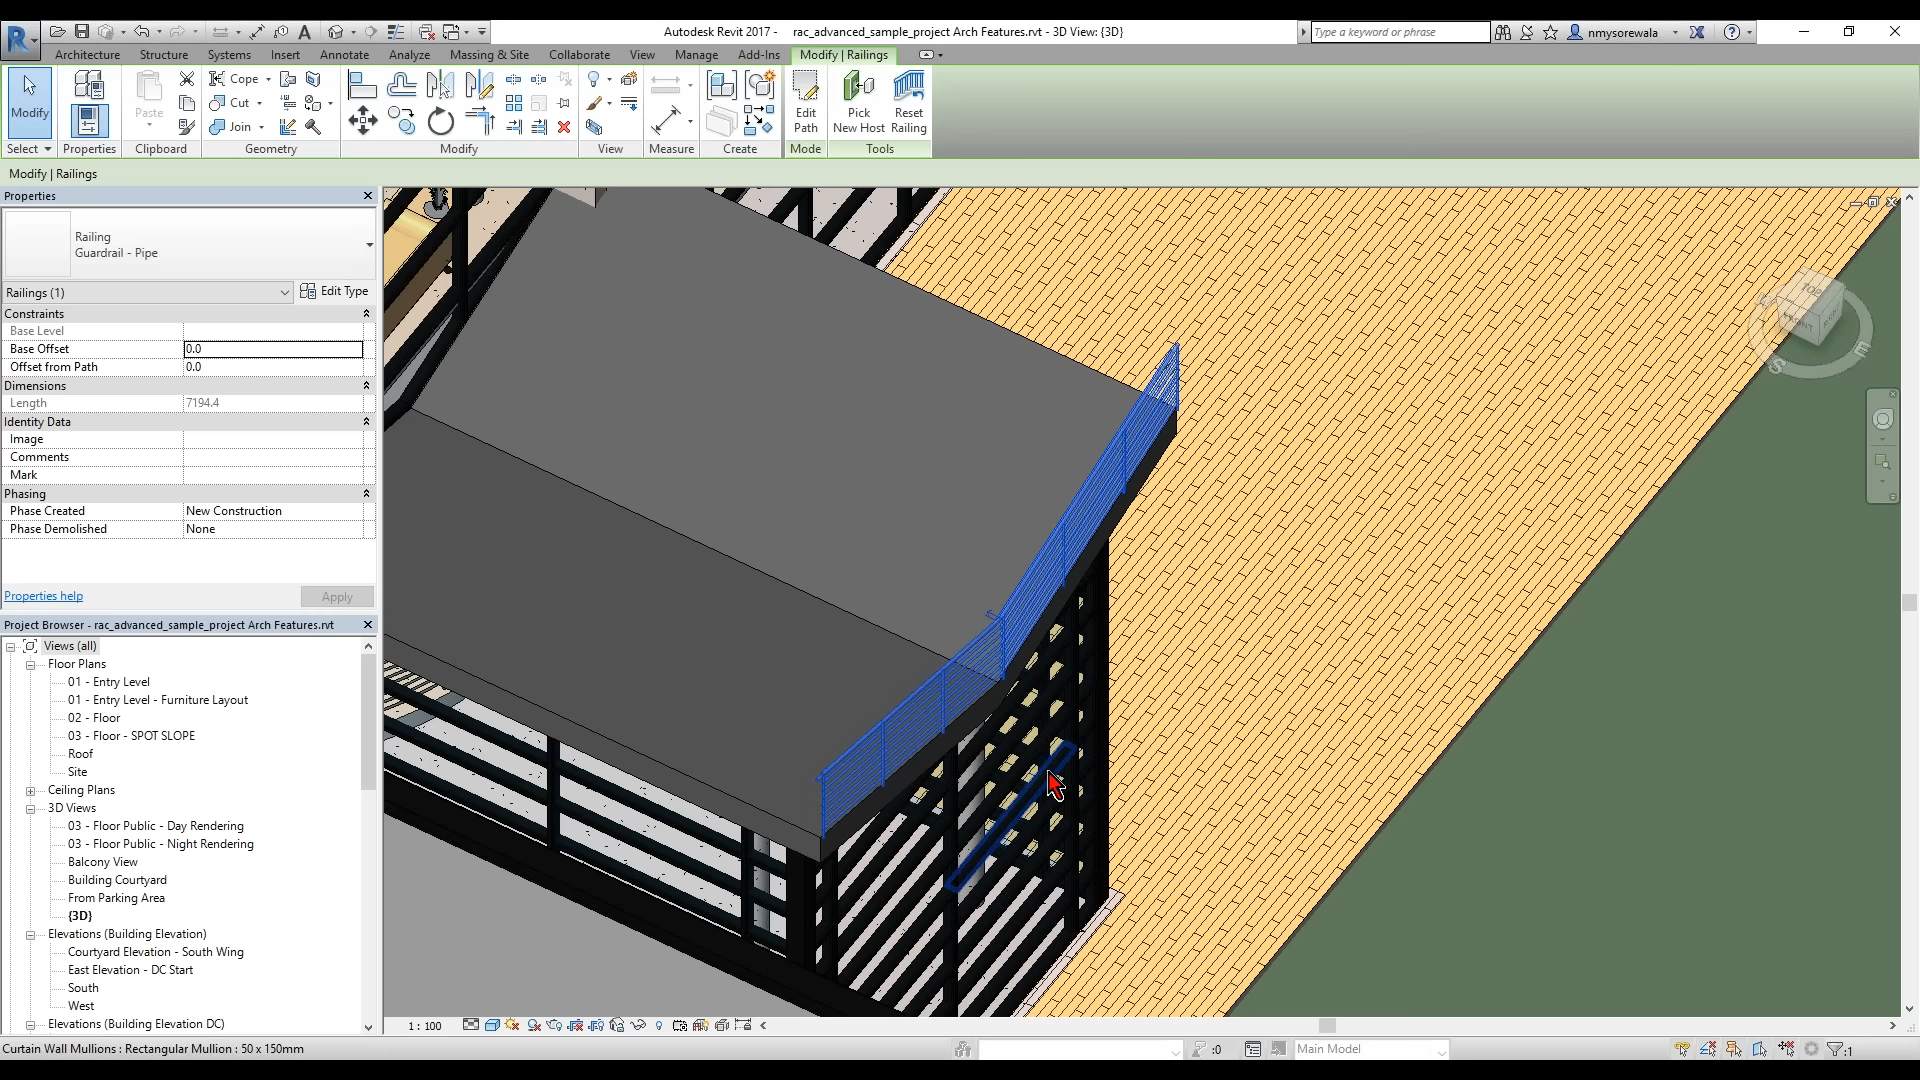 Autodesk Revit 2017 - rac_advanced_sample_project Arch Features.rvt - 3D View: {3D}
Type a keyword or phrase
nmysorewala
Architecture Structure Systems Insert Annotate Analyze Massing & Site Collaborate View Manage Add-Ins Modify | Railings
Modify
Paste
Cope
Cut
Join
Edit Path
Pick New Host
Reset Railing
Select Properties Clipboard Geometry Modify View Measure Create Mode Tools
Modify | Railings
Properties
Railing
Guardrail - Pipe
Railings (1)
Edit Type
Constraints
Base Level
Base Offset 0.0
Offset from Path 0.0
Dimensions
Length 7194.4
Identity Data
Image
Comments
Mark
Phasing
Phase Created New Construction
Phase Demolished None
Properties help
Apply
Project Browser - rac_advanced_sample_project Arch Features.rvt
Views (all)
Floor Plans
01 - Entry Level
01 - Entry Level - Furniture Layout
02 - Floor
03 - Floor - SPOT SLOPE
Roof
Site
Ceiling Plans
3D Views
03 - Floor Public - Day Rendering
03 - Floor Public - Night Rendering
Balcony View
Building Courtyard
From Parking Area
{3D}
Elevations (Building Elevation)
Courtyard Elevation - South Wing
East Elevation - DC Start
South
West
Elevations (Building Elevation DC)
TOP
FRONT
S
E
1 : 100
Curtain Wall Mullions : Rectangular Mullion : 50 x 150mm
:0
Main Model
:1